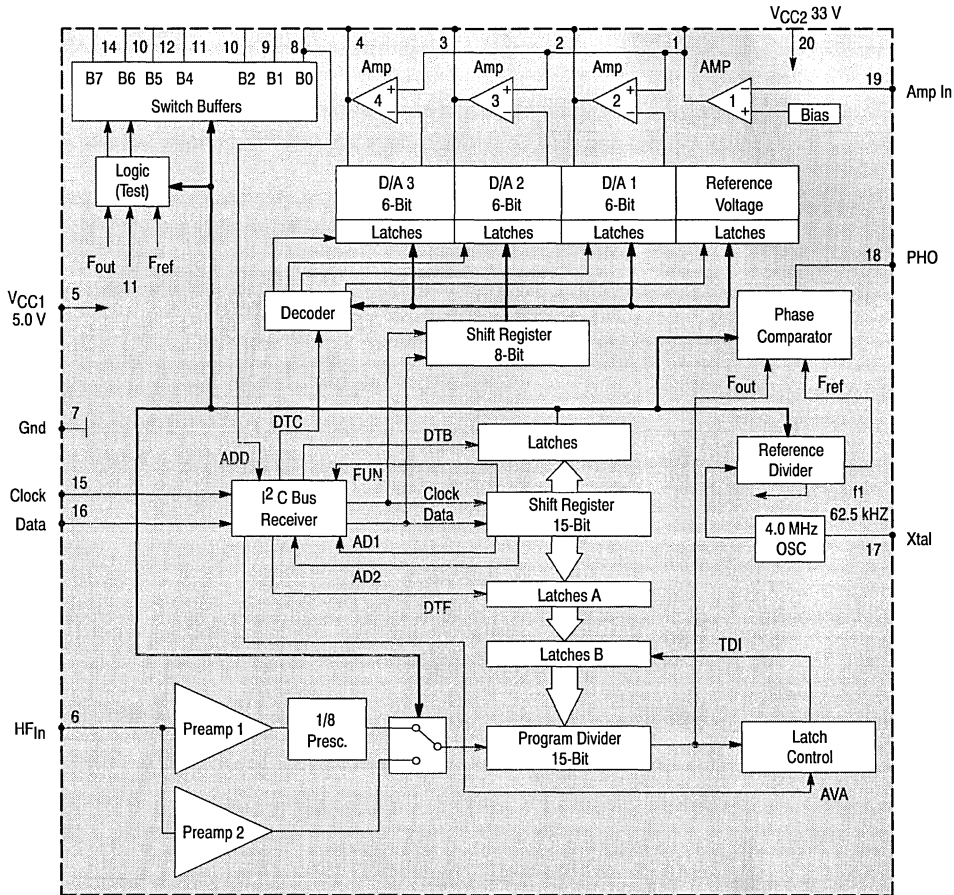 VCC2 33 V
14 10 12 11 10 9 8 4 3 2 1 20
B7 B6 B5 B4 B2 B1 B0
Switch Buffers
Amp Amp Amp AMP
4 + −
3 + −
2 + −
1 − +
19 Amp In
Bias
Logic
(Test)
D/A 3
6-Bit
Latches
D/A 2
6-Bit
Latches
D/A 1
6-Bit
Latches
Reference
Voltage
Latches
Fout Fref
11
18 PHO
VCC1 5
5.0 V
Decoder
Shift Register
8-Bit
Phase
Comparator
Fout Fref
Gnd 7
DTC
DTB
Latches
Reference
Divider
ADD
FUN
f1
62.5 kHZ
Clock 15
Data 16
I2 C Bus
Receiver
Clock
Data
Shift Register
15-Bit
4.0 MHz
OSC
17 Xtal
AD1
AD2
DTF
Latches A
Latches B
TDI
HFIn 6
Preamp 1
1/8
Presc.
Program Divider
15-Bit
Latch
Control
AVA
Preamp 2